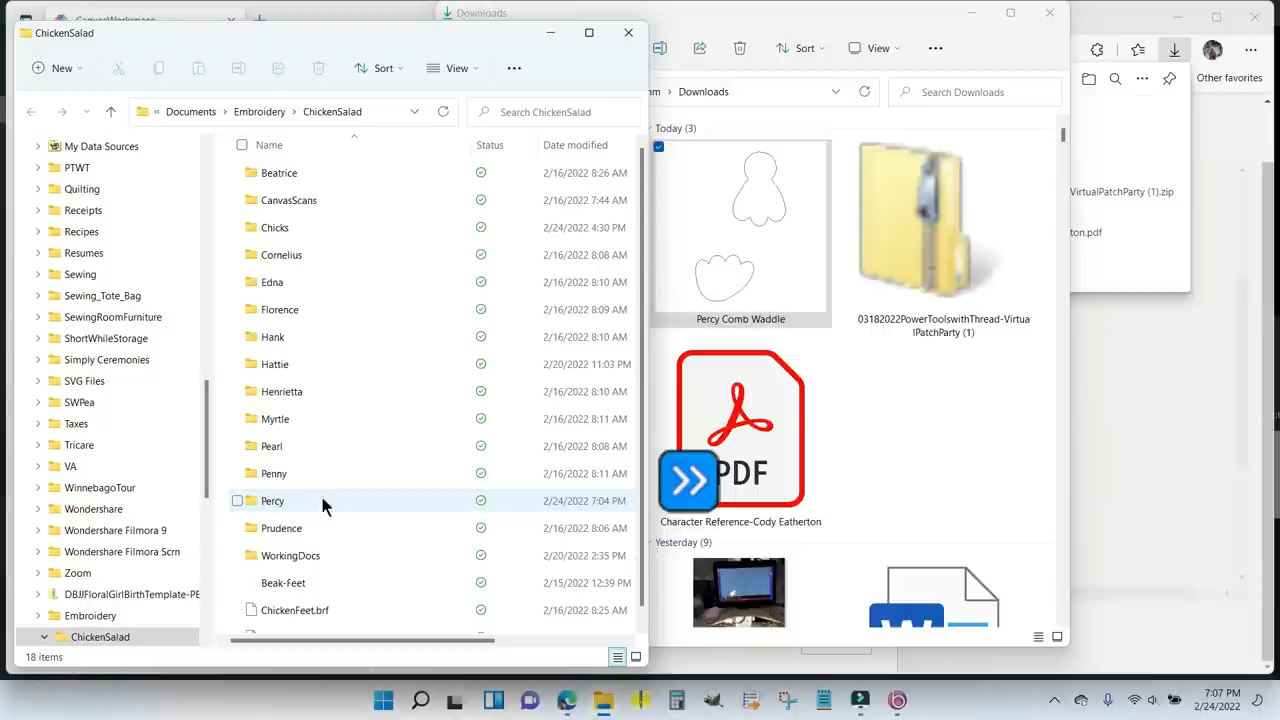 CanvasWorkspace
Downloads
ChickenSalad
New
Sort
View
Sort
View
« Documents > Embroidery > ChickenSalad
Search ChickenSalad
mm > Downloads
Search Downloads
Other favorites
Name
Status
Date modified
My Data Sources
PTWT
Quilting
Receipts
Recipes
Resumes
Sewing
Sewing_Tote_Bag
SewingRoomFurniture
ShortWhileStorage
Simply Ceremonies
SVG Files
SWPea
Taxes
Tricare
VA
WinnebagoTour
Wondershare
Wondershare Filmora 9
Wondershare Filmora Scrn
Zoom
DBJJFloralGirlBirthTemplate-PE
Embroidery
ChickenSalad
Beatrice 2/16/2022 8:26 AM
CanvasScans 2/16/2022 7:44 AM
Chicks 2/24/2022 4:30 PM
Cornelius 2/16/2022 8:08 AM
Edna 2/16/2022 8:10 AM
Florence 2/16/2022 8:09 AM
Hank 2/16/2022 8:10 AM
Hattie 2/20/2022 11:03 PM
Henrietta 2/16/2022 8:10 AM
Myrtle 2/16/2022 8:11 AM
Pearl 2/16/2022 8:08 AM
Penny 2/16/2022 8:11 AM
Percy 2/24/2022 7:04 PM
Prudence 2/16/2022 8:06 AM
WorkingDocs 2/20/2022 2:35 PM
Beak-Feet 2/15/2022 12:39 PM
ChickenFeet.brf 2/16/2022 8:25 AM
18 items
Today (3)
Percy Comb Waddle
03182022PowerToolswithThread-Virtua
lPatchParty (1)
PDF
Character Reference-Cody Eatherton
Yesterday (9)
W
VirtualPatchParty (1).zip
ton.pdf
7:07 PM
2/24/2022